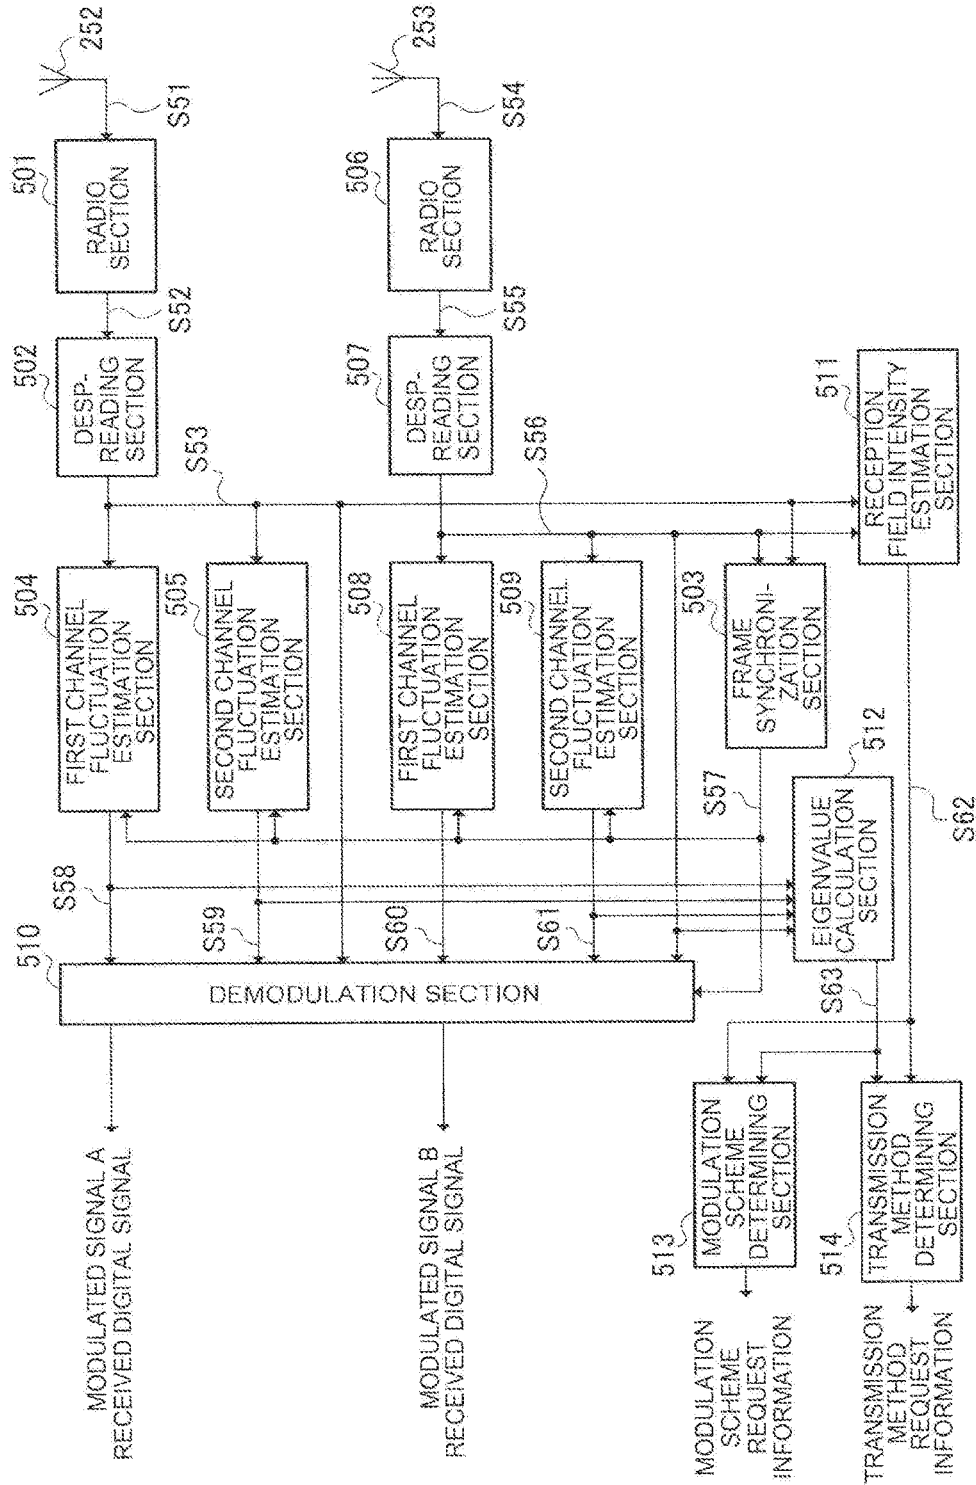 252
S51
501
RADIO
SECTION
S52
502
DESP-
READING
SECTION
S53
504
FIRST CHANNEL
FLUCTUATION
ESTIMATION
SECTION
505
SECOND CHANNEL
FLUCTUATION
ESTIMATION
SECTION
S58
S59
253
S54
506
RADIO
SECTION
S55
507
DESP-
READING
SECTION
S56
508
FIRST CHANNEL
FLUCTUATION
ESTIMATION
SECTION
509
SECOND CHANNEL
FLUCTUATION
ESTIMATION
SECTION
S60
S61
503
FRAME
SYNCHRONI-
ZATION
SECTION
S57
511
RECEPTION
FIELD INTENSITY
ESTIMATION
SECTION
S62
512
EIGENVALUE
CALCULATION
SECTION
S63
510
DEMODULATION SECTION
MODULATED SIGNAL A
RECEIVED DIGITAL SIGNAL
MODULATED SIGNAL B
RECEIVED DIGITAL SIGNAL
513
MODULATION
SCHEME
DETERMINING
SECTION
MODULATION
SCHEME
REQUEST
INFORMATION
514
TRANSMISSION
METHOD
DETERMINING
SECTION
TRANSMISSION
METHOD
REQUEST
INFORMATION